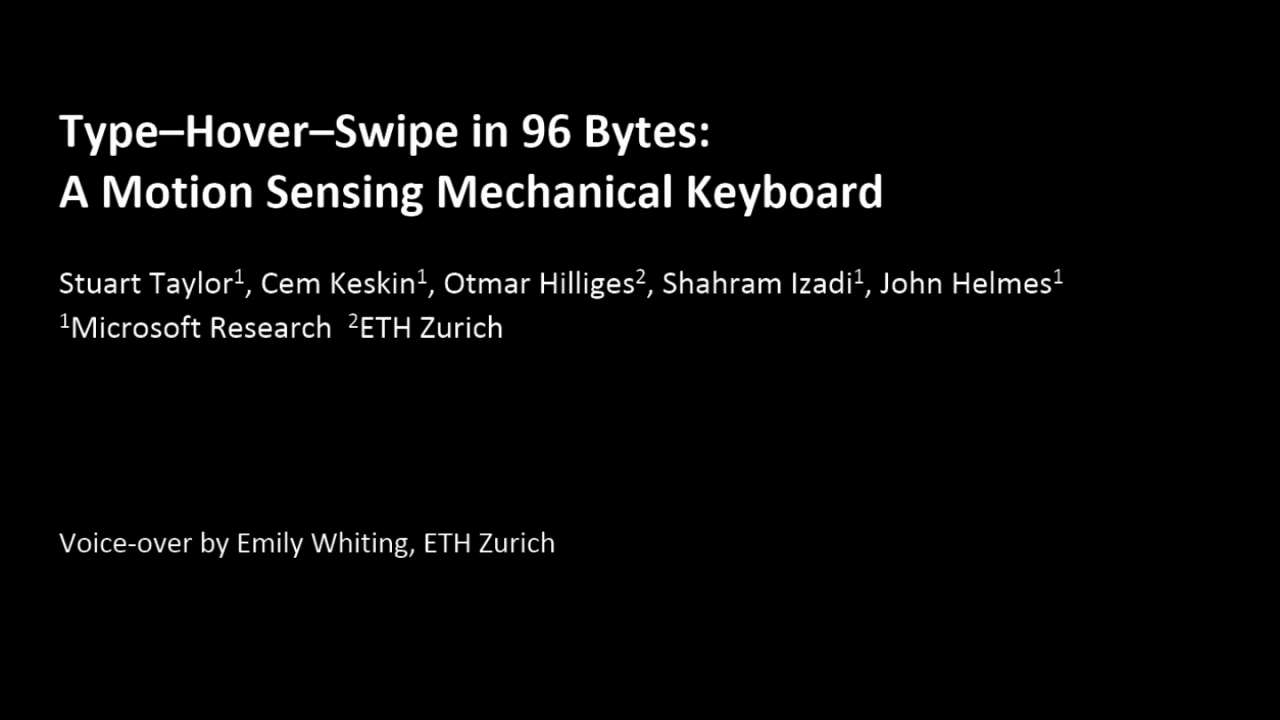 Type–Hover–Swipe in 96 Bytes:
A Motion Sensing Mechanical Keyboard
Stuart Taylor¹, Cem Keskin¹, Otmar Hilliges², Shahram Izadi¹, John Helmes¹
¹Microsoft Research ²ETH Zurich
Voice-over by Emily Whiting, ETH Zurich